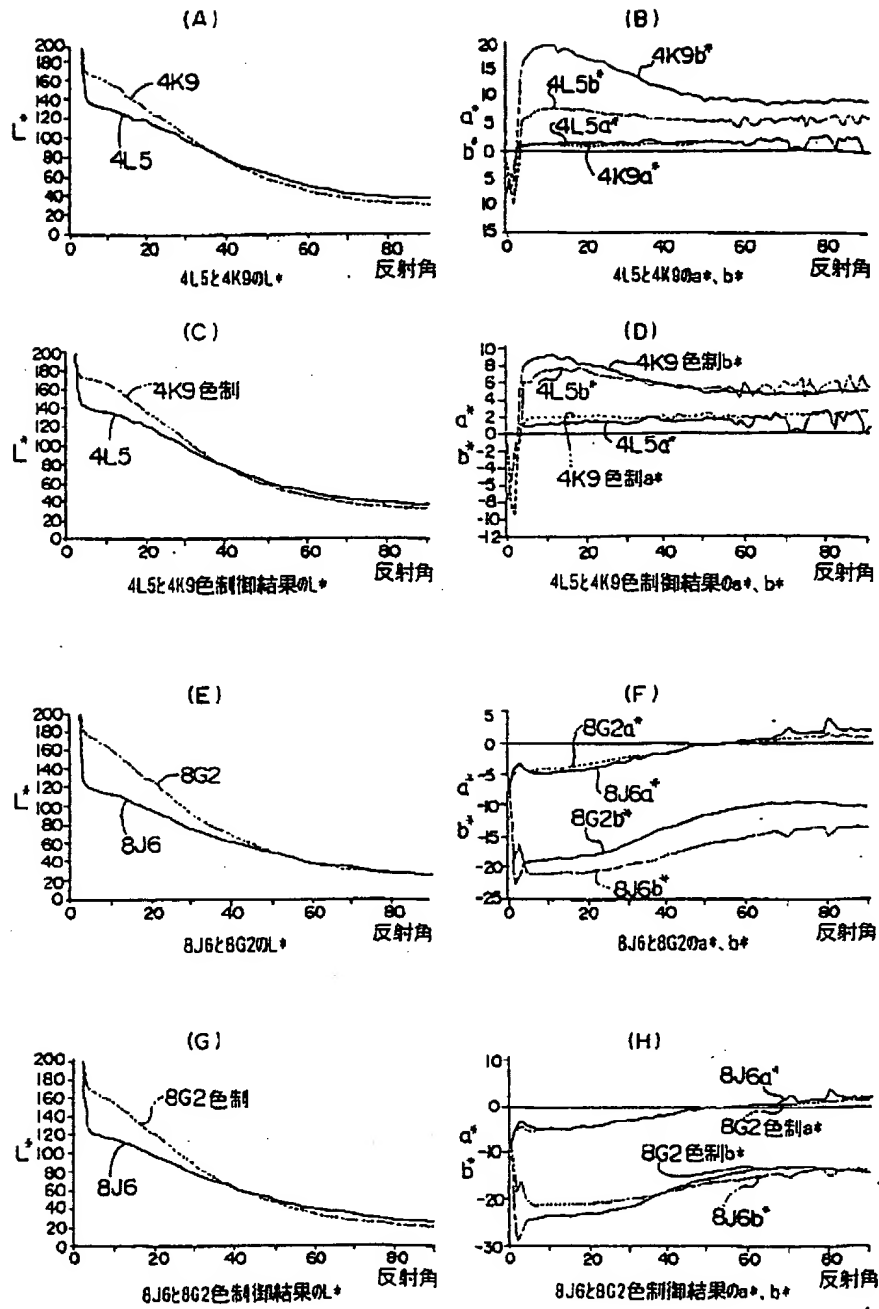 (A)
200
180
160
140
120
100
80
60
40
20
0
L*
4K9
4L5
0 20 40 60 80
反射角
4L5と4K9のL*
(B)
20
15
10
5
0
5
10
15
a*
b*
4K9b*
4L5b*
4L5a*
4K9a*
0 20 40 60 80
反射角
4L5と4K9のa*、b*
(C)
200
180
160
140
120
100
80
60
40
20
0
L*
4K9色制
4L5
0 20 40 60 80
反射角
4L5と4K9色制御結果のL*
(D)
10
8
6
4
2
0
-2
-4
-6
-8
-10
-12
a*
b*
4K9色制b*
4L5b*
4L5a*
4K9色制a*
0 20 40 60 80
反射角
4L5と4K9色制御結果のa*、b*
(E)
200
180
160
140
120
100
80
60
40
20
0
L*
8G2
8J6
0 20 40 60 80
反射角
8J6と8G2のL*
(F)
5
0
-5
-10
-15
-20
-25
a*
b*
8G2a*
8J6a*
8G2b*
8J6b*
0 20 40 60 80
反射角
8J6と8G2のa*、b*
(G)
200
180
160
140
120
100
80
60
40
20
0
L*
8G2色制
8J6
0 20 40 60 80
反射角
8J6と8G2色制御結果のL*
(H)
10
0
-10
-20
-30
a*
b*
8J6a*
8G2色制a*
8G2色制b*
8J6b*
0 20 40 60 80
反射角
8J6と8G2色制御結果のa*、b*